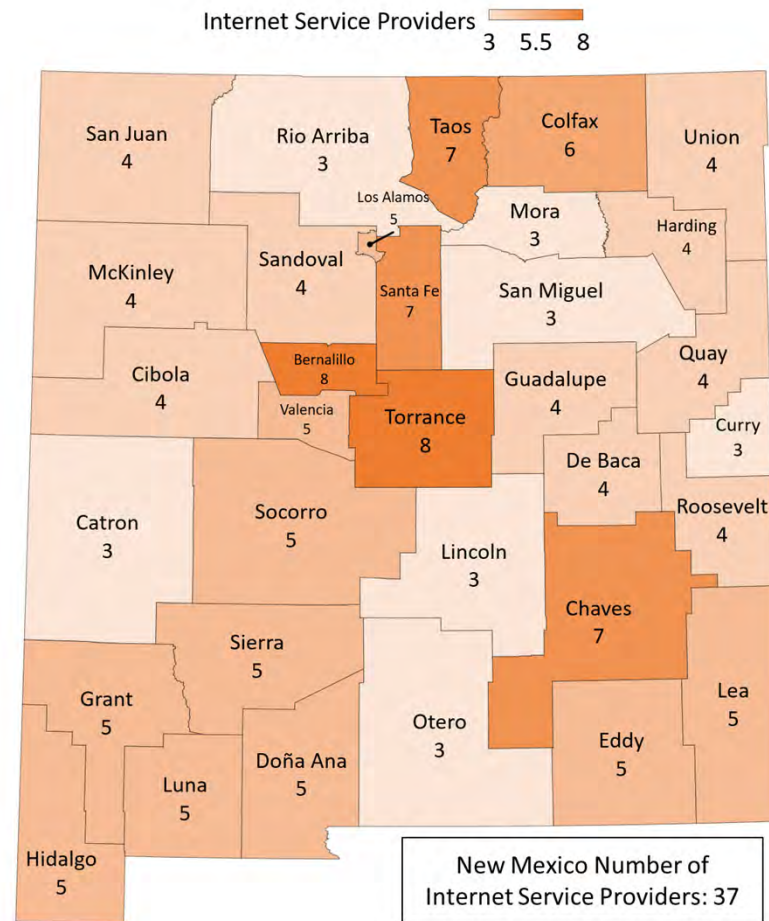 Internet Service Providers
3 5.5 8
San Juan
4
Rio Arriba
3
Taos
7
Colfax
6
Union
4
Los Alamos
5
Mora
3
Harding
4
McKinley
4
Sandoval
4
Santa Fe
7
San Miguel
3
Cibola
4
Bernalillo
8
Valencia
5
Torrance
8
Guadalupe
4
Quay
4
Curry
3
De Baca
4
Roosevelt
4
Catron
3
Socorro
5
Lincoln
3
Chaves
7
Sierra
5
Grant
5
Otero
3
Lea
5
Doña Ana
5
Eddy
5
Luna
5
Hidalgo
5
New Mexico Number of
Internet Service Providers: 37